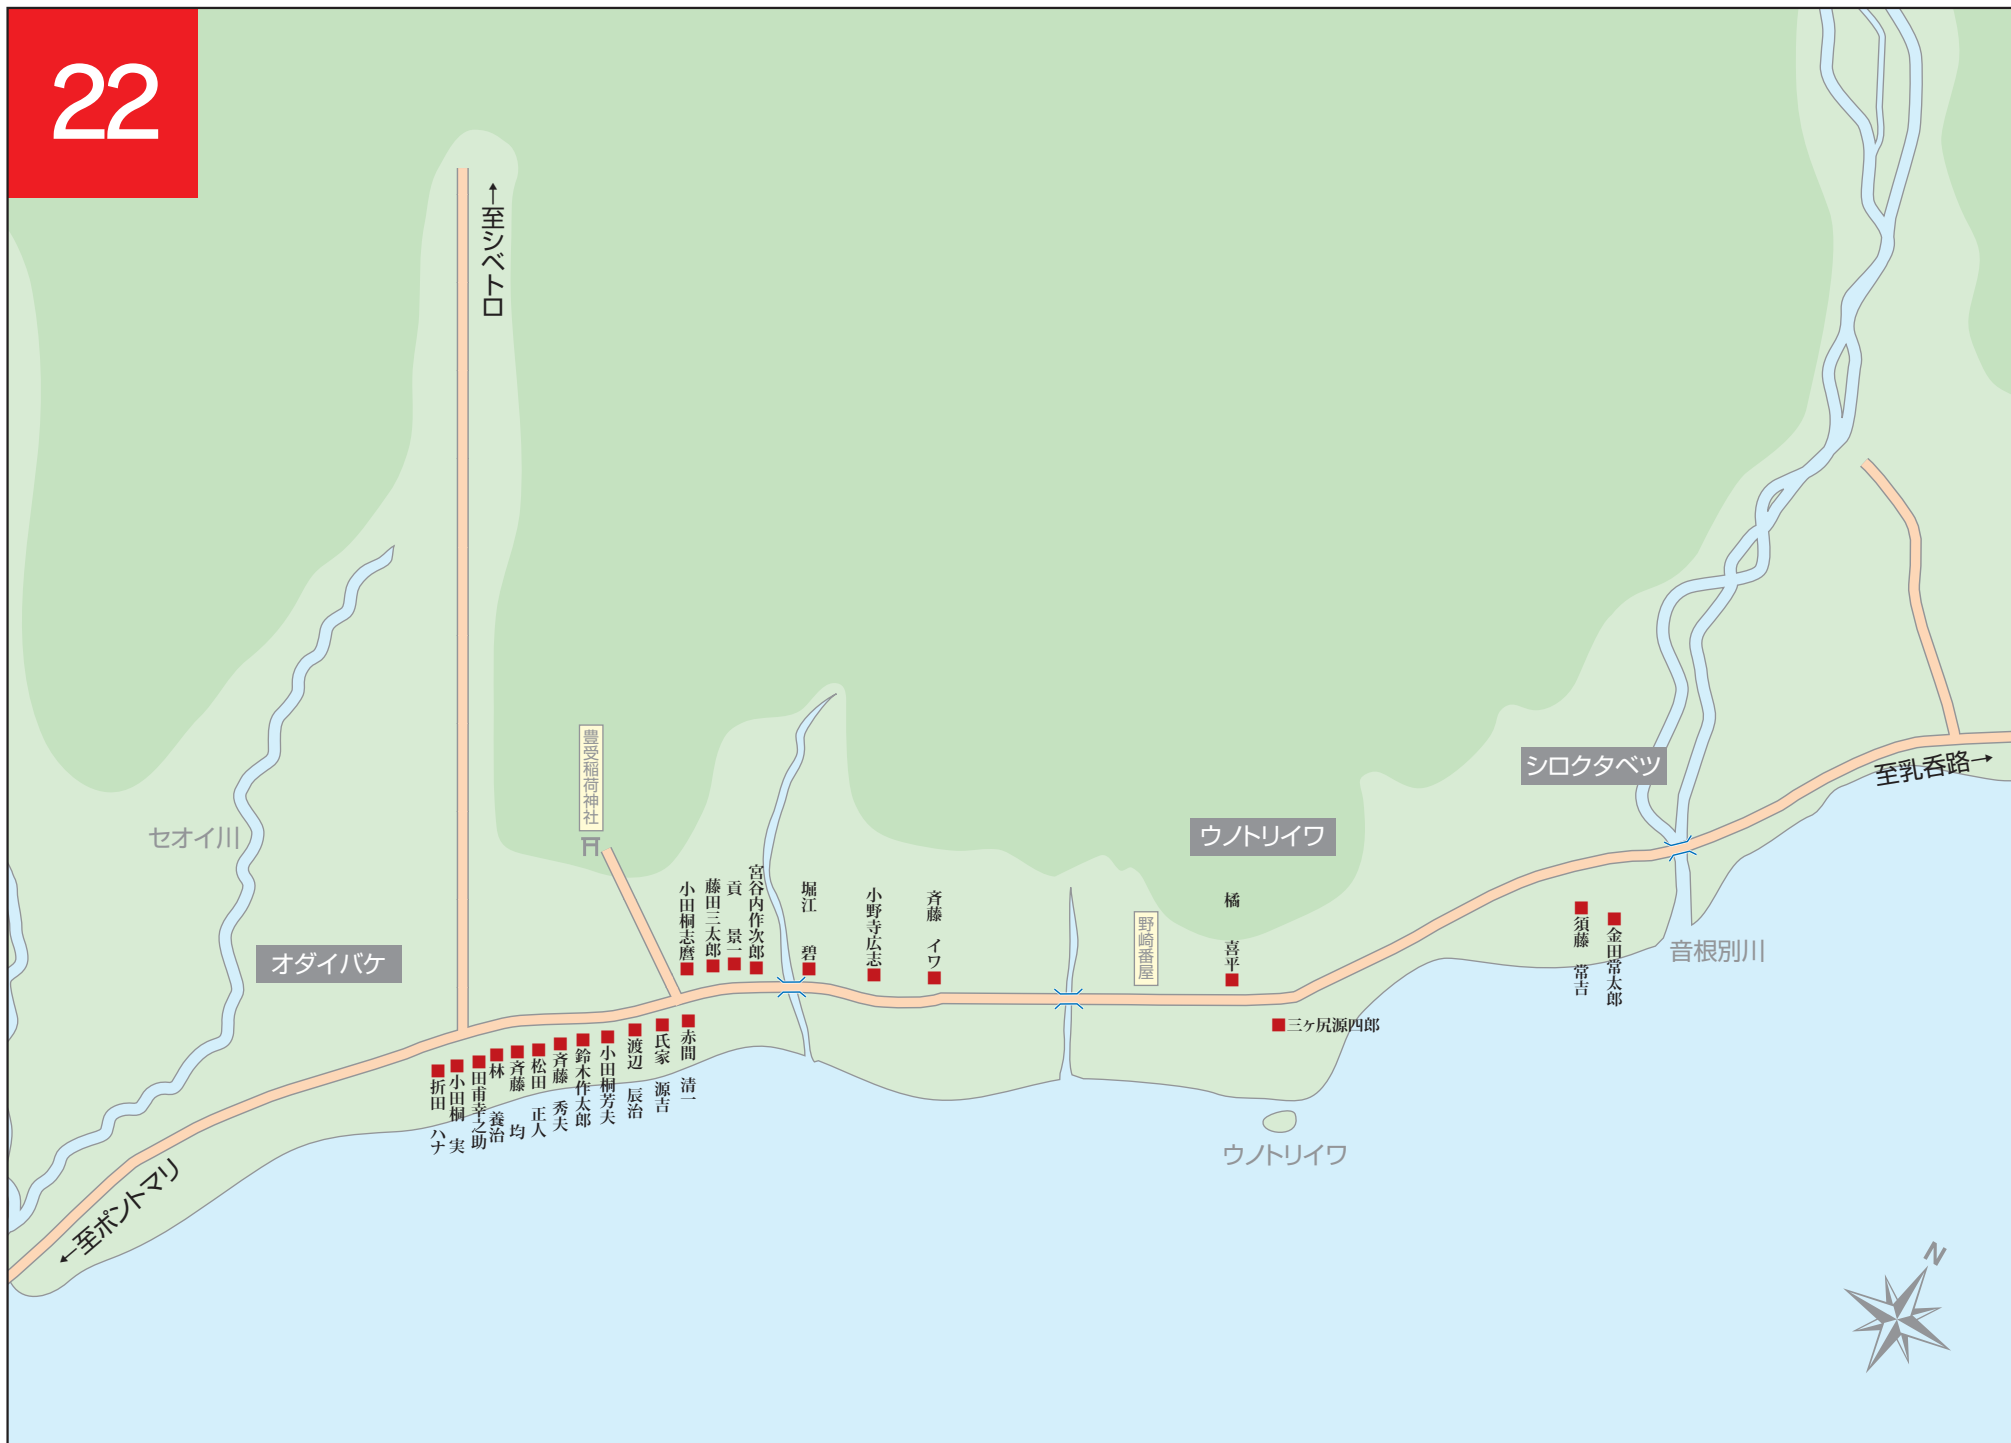 22
←至シベトロ
豊受稲荷神社
セオイ川
オダイバケ
シロクタベツ
ウノトリイワ
至乳呑路→
小田桐志麿
藤田三太郎
貢 景一
宮谷内作次郎
堀江 碧
小野寺広志
斉藤 イワ
野崎番屋
橘 喜平
三ヶ尻源四郎
須藤 常吉
金田常太郎
音根別川
折田 ハナ
小田桐 実
田甫幸之助
林 養治
斉藤 均
松田 正人
斉藤 秀夫
鈴木作太郎
小田桐芳夫
渡辺 辰治
氏家 源吉
赤間 清一
ウノトリイワ
←至ポントマリ
N